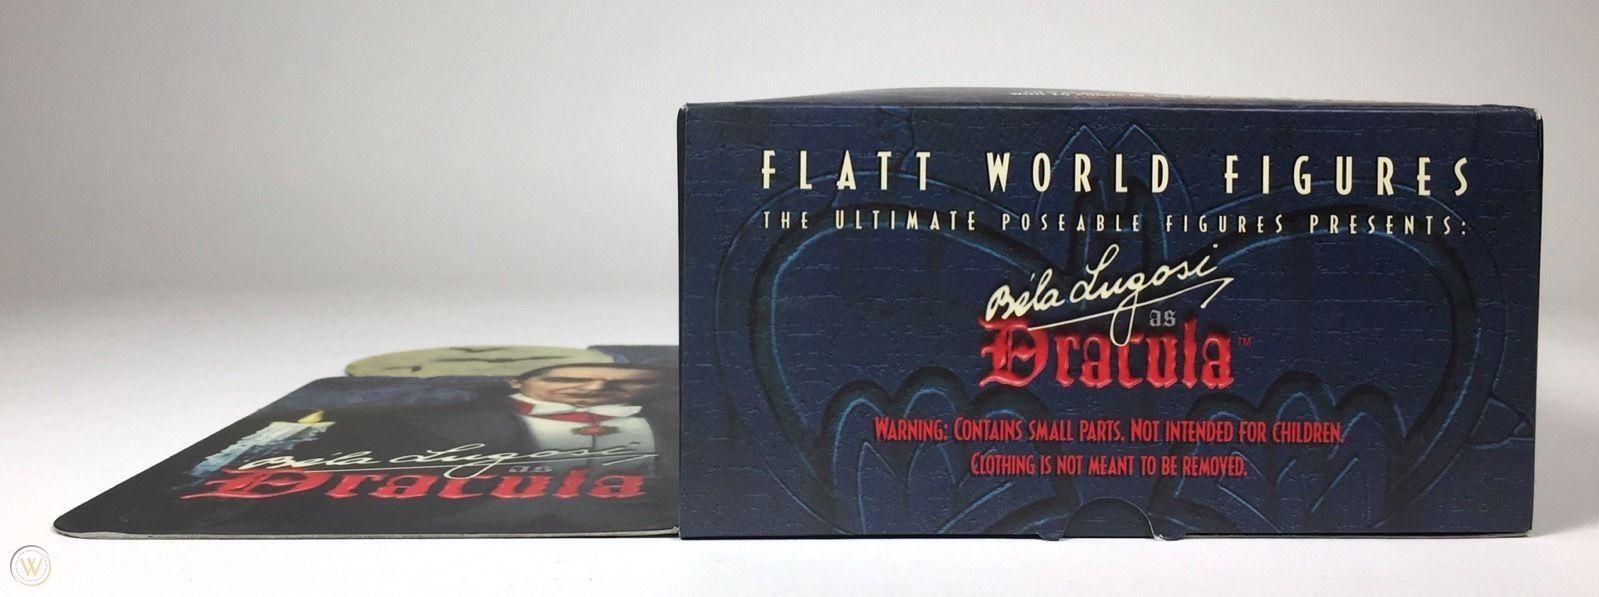 FLATT WORLD FIGURES
THE ULTIMATE POSEABLE FIGURES PRESENTS:
Béla Lugosi
as
Dracula™
WARNING: CONTAINS SMALL PARTS. NOT INTENDED FOR CHILDREN.
CLOTHING IS NOT MEANT TO BE REMOVED.
Béla Lugosi
as
Dracula
W